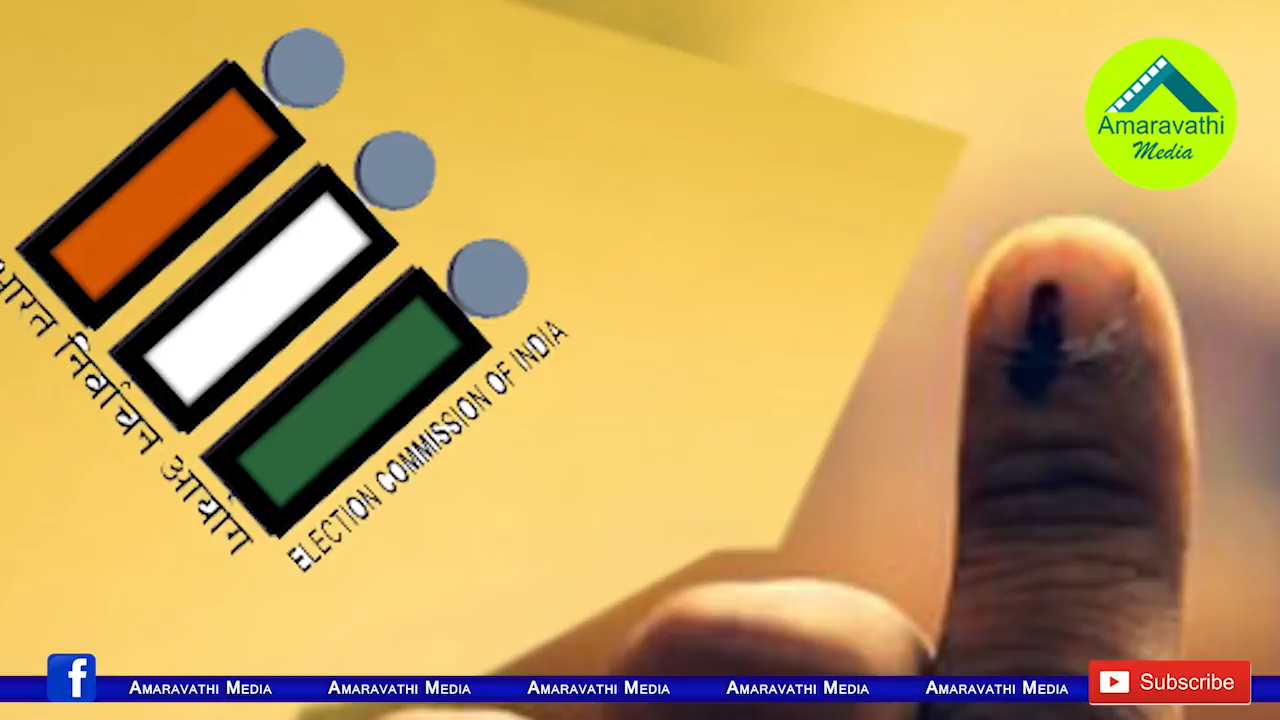 Amaravathi
Media
भारत निर्वाचन आयोग
ELECTION COMMISSION OF INDIA
f
AMARAVATHI MEDIA AMARAVATHI MEDIA AMARAVATHI MEDIA AMARAVATHI MEDIA AMARAVATHI MEDIA
Subscribe